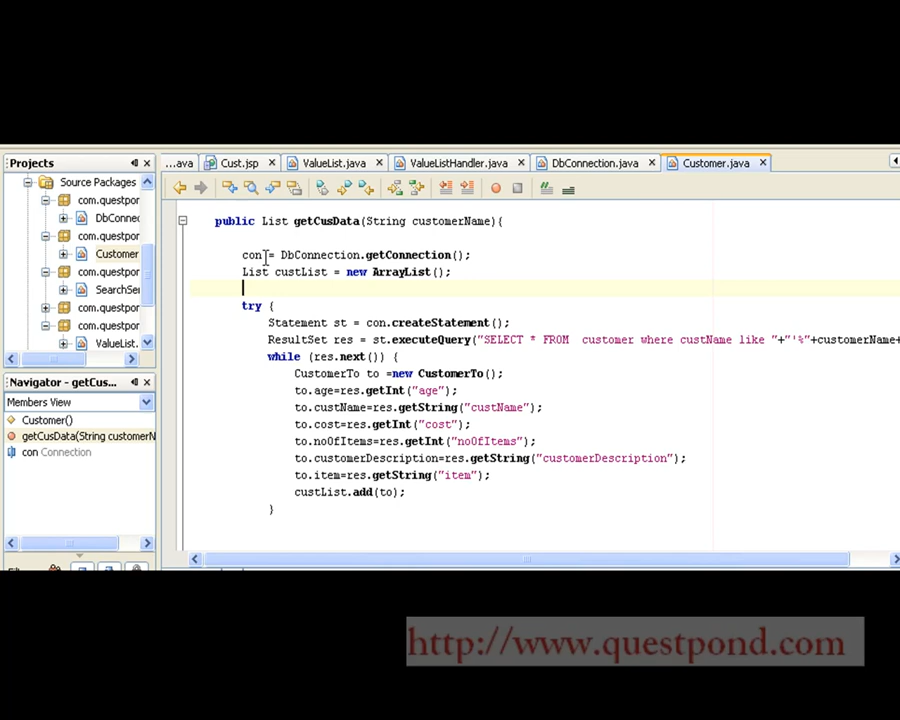 Projects
...ava
Cust.jsp
ValueList.java
ValueListHandler.java
DbConnection.java
Customer.java
Source Packages
com.questpor
DbConnec
com.questpor
Customer
com.questpor
SearchSer
com.questpor
com.questpor
ValueList.
Navigator - getCus...
Members View
Customer()
getCusData(String customerN
con Connection
public List getCusData(String customerName){
con = DbConnection.getConnection();
List custList = new ArrayList();
try {
Statement st = con.createStatement();
ResultSet res = st.executeQuery("SELECT * FROM  customer where custName like "+"'%"+customerName+
while (res.next()) {
CustomerTo to =new CustomerTo();
to.age=res.getInt("age");
to.custName=res.getString("custName");
to.cost=res.getInt("cost");
to.noOfItems=res.getInt("noOfItems");
to.customerDescription=res.getString("customerDescription");
to.item=res.getString("item");
custList.add(to);
}
http://www.questpond.com